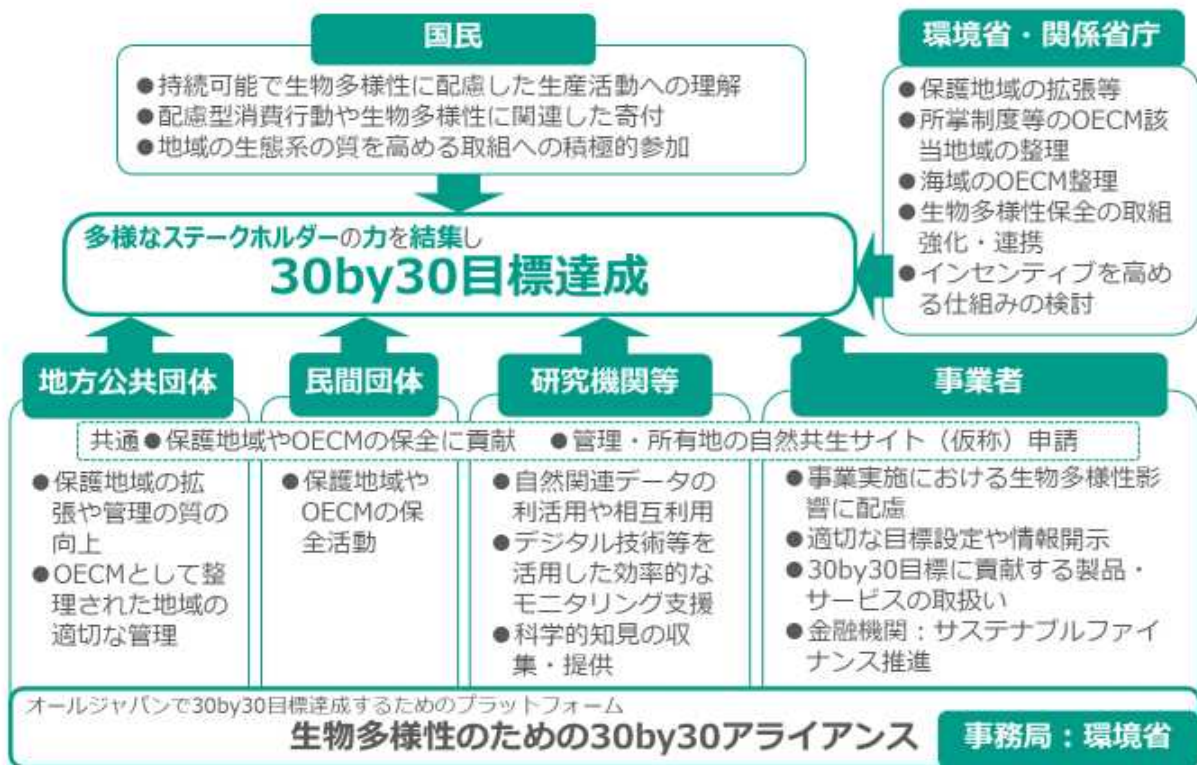 国民
●持続可能で生物多様性に配慮した生産活動への理解
●配慮型消費行動や生物多様性に関連した寄付
●地域の生態系の質を高める取組への積極的参加
環境省・関係省庁
●保護地域の拡張等
●所掌制度等のOECM該
当地域の整理
●海域のOECM整理
●生物多様性保全の取組
強化・連携
●インセンティブを高め
る仕組みの検討
多様なステークホルダーの力を結集し
30by30目標達成
地方公共団体
民間団体
研究機関等
事業者
共通●保護地域やOECMの保全に貢献 ●管理・所有地の自然共生サイト（仮称）申請
●保護地域の拡
張や管理の質の
向上
●OECMとして整
理された地域の
適切な管理
●保護地域や
OECMの保
全活動
●自然関連データの
利活用や相互利用
●デジタル技術等を
活用した効率的な
モニタリング支援
●科学的知見の収
集・提供
●事業実施における生物多様性影
響に配慮
●適切な目標設定や情報開示
●30by30目標に貢献する製品・
サービスの取扱い
●金融機関：サステナブルファイ
ナンス推進
オールジャパンで30by30目標達成するためのプラットフォーム
生物多様性のための30by30アライアンス
事務局：環境省